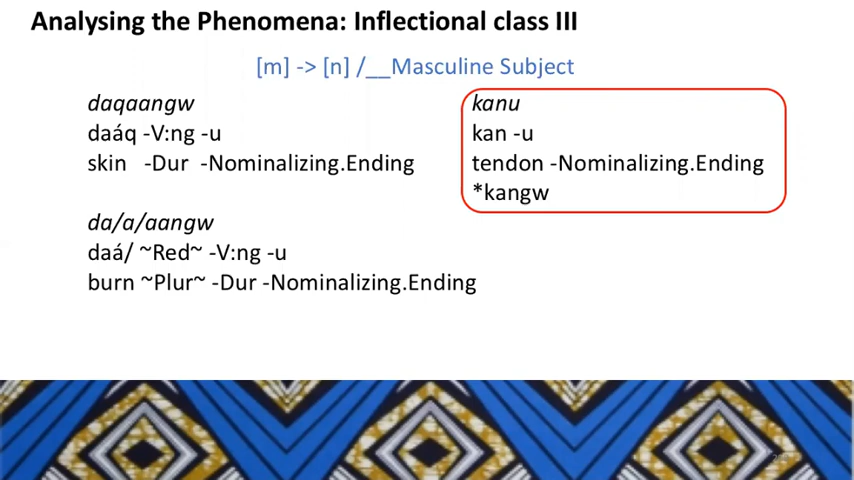 Analysing the Phenomena: Inflectional class III
[m] -> [n] /__Masculine Subject
daqaangw
daáq -V:ng -u
skin -Dur -Nominalizing.Ending
da/a/aangw
daá/ ~Red~ -V:ng -u
burn ~Plur~ -Dur -Nominalizing.Ending
kanu
kan -u
tendon -Nominalizing.Ending
*kangw